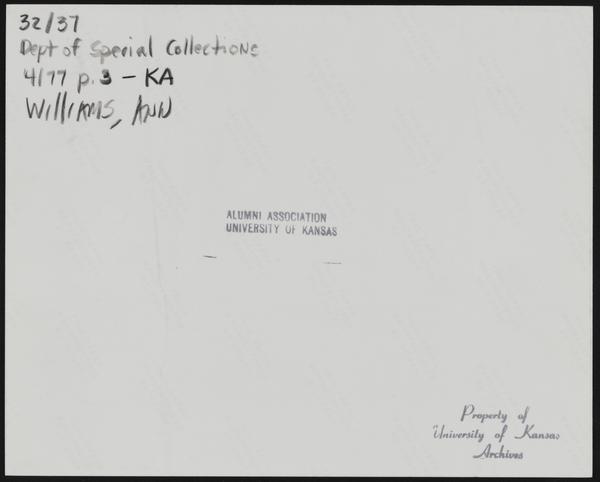 32/37
Dept of Special Collections
4/77 p.3 - KA
Williams, Ann
ALUMNI ASSOCIATION
UNIVERSITY OF KANSAS
Property of
University of Kansas
Archives